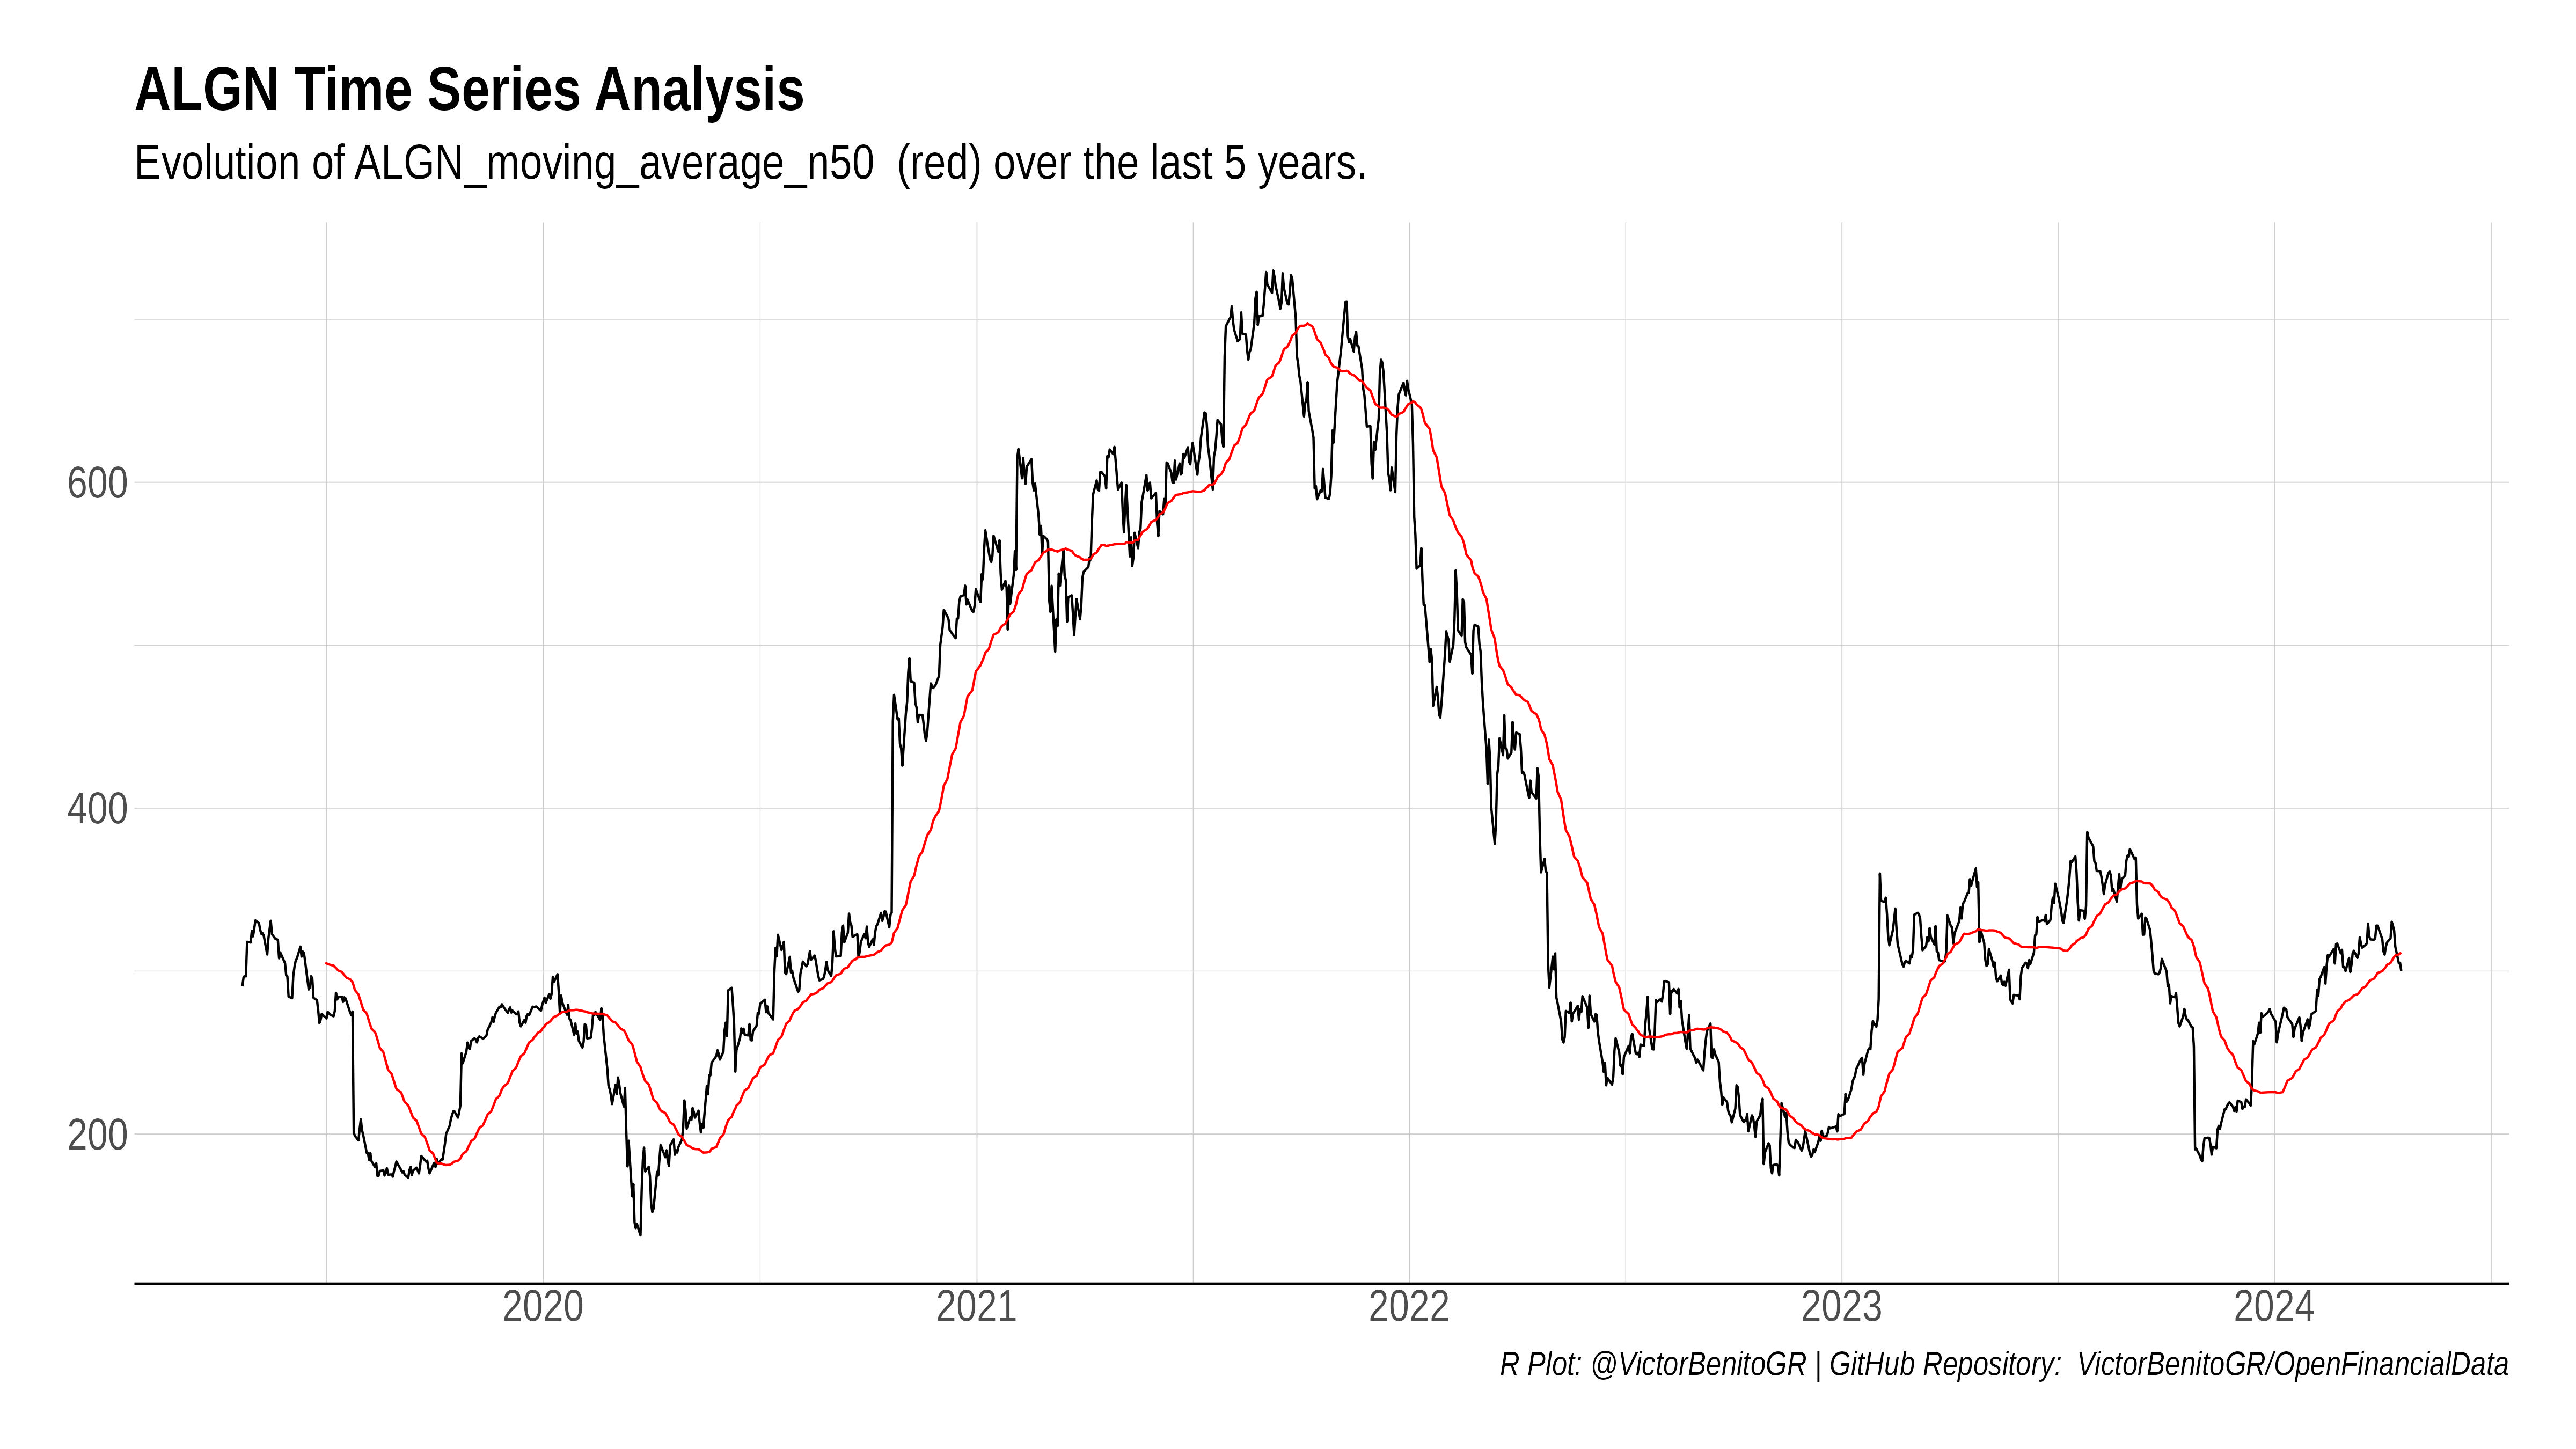 ALGN Time Series Analysis
Evolution of ALGN_moving_average_n50  (red) over the last 5 years.
600
400
200
2020 2021 2022 2023 2024
R Plot: @VictorBenitoGR | GitHub Repository:  VictorBenitoGR/OpenFinancialData